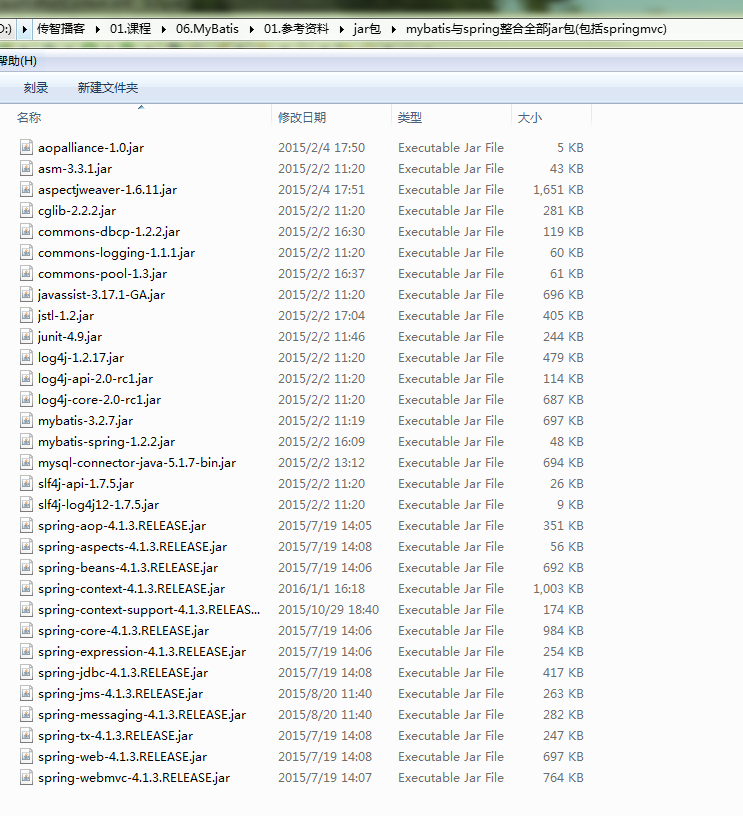 D:) 传智播客 01.课程 06.MyBatis 01.参考资料 jar包 mybatis与spring整合全部jar包(包括springmvc)
帮助(H)
刻录 新建文件夹
名称 修改日期 类型 大小
aopalliance-1.0.jar 2015/2/4 17:50 Executable Jar File 5 KB
asm-3.3.1.jar 2015/2/2 11:20 Executable Jar File 43 KB
aspectjweaver-1.6.11.jar 2015/2/4 17:51 Executable Jar File 1,651 KB
cglib-2.2.2.jar 2015/2/2 11:20 Executable Jar File 281 KB
commons-dbcp-1.2.2.jar 2015/2/2 16:30 Executable Jar File 119 KB
commons-logging-1.1.1.jar 2015/2/2 11:20 Executable Jar File 60 KB
commons-pool-1.3.jar 2015/2/2 16:37 Executable Jar File 61 KB
javassist-3.17.1-GA.jar 2015/2/2 11:20 Executable Jar File 696 KB
jstl-1.2.jar 2015/2/2 17:04 Executable Jar File 405 KB
junit-4.9.jar 2015/2/2 11:46 Executable Jar File 244 KB
log4j-1.2.17.jar 2015/2/2 11:20 Executable Jar File 479 KB
log4j-api-2.0-rc1.jar 2015/2/2 11:20 Executable Jar File 114 KB
log4j-core-2.0-rc1.jar 2015/2/2 11:20 Executable Jar File 687 KB
mybatis-3.2.7.jar 2015/2/2 11:19 Executable Jar File 697 KB
mybatis-spring-1.2.2.jar 2015/2/2 16:09 Executable Jar File 48 KB
mysql-connector-java-5.1.7-bin.jar 2015/2/2 13:12 Executable Jar File 694 KB
slf4j-api-1.7.5.jar 2015/2/2 11:20 Executable Jar File 26 KB
slf4j-log4j12-1.7.5.jar 2015/2/2 11:20 Executable Jar File 9 KB
spring-aop-4.1.3.RELEASE.jar 2015/7/19 14:05 Executable Jar File 351 KB
spring-aspects-4.1.3.RELEASE.jar 2015/7/19 14:08 Executable Jar File 56 KB
spring-beans-4.1.3.RELEASE.jar 2015/7/19 14:06 Executable Jar File 692 KB
spring-context-4.1.3.RELEASE.jar 2016/1/1 16:18 Executable Jar File 1,003 KB
spring-context-support-4.1.3.RELEAS... 2015/10/29 18:40 Executable Jar File 174 KB
spring-core-4.1.3.RELEASE.jar 2015/7/19 14:06 Executable Jar File 984 KB
spring-expression-4.1.3.RELEASE.jar 2015/7/19 14:06 Executable Jar File 254 KB
spring-jdbc-4.1.3.RELEASE.jar 2015/7/19 14:08 Executable Jar File 417 KB
spring-jms-4.1.3.RELEASE.jar 2015/8/20 11:40 Executable Jar File 263 KB
spring-messaging-4.1.3.RELEASE.jar 2015/8/20 11:40 Executable Jar File 282 KB
spring-tx-4.1.3.RELEASE.jar 2015/7/19 14:08 Executable Jar File 247 KB
spring-web-4.1.3.RELEASE.jar 2015/7/19 14:08 Executable Jar File 697 KB
spring-webmvc-4.1.3.RELEASE.jar 2015/7/19 14:07 Executable Jar File 764 KB